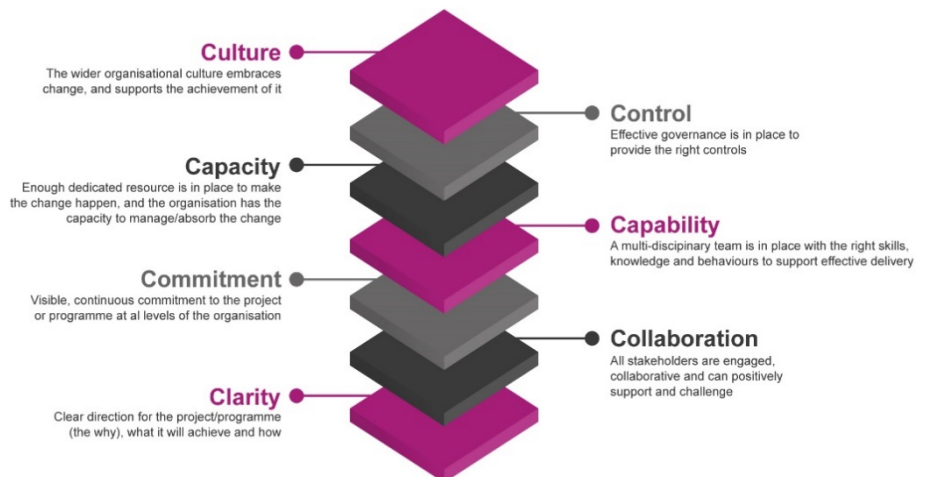 Culture
The wider organisational culture embraces
change, and supports the achievement of it
Control
Effective governance is in place to
provide the right controls
Capacity
Enough dedicated resource is in place to make
the change happen, and the organisation has the
capacity to manage/absorb the change
Capability
A multi-discipinary team is in place with the right skills,
knowledge and behaviours to support effective delivery
Commitment
Visible, continuous commitment to the project
or programme at al levels of the organisation
Collaboration
All stakeholders are engaged,
collaborative and can positively
support and challenge
Clarity
Clear direction for the project/programme
(the why), what it will achieve and how